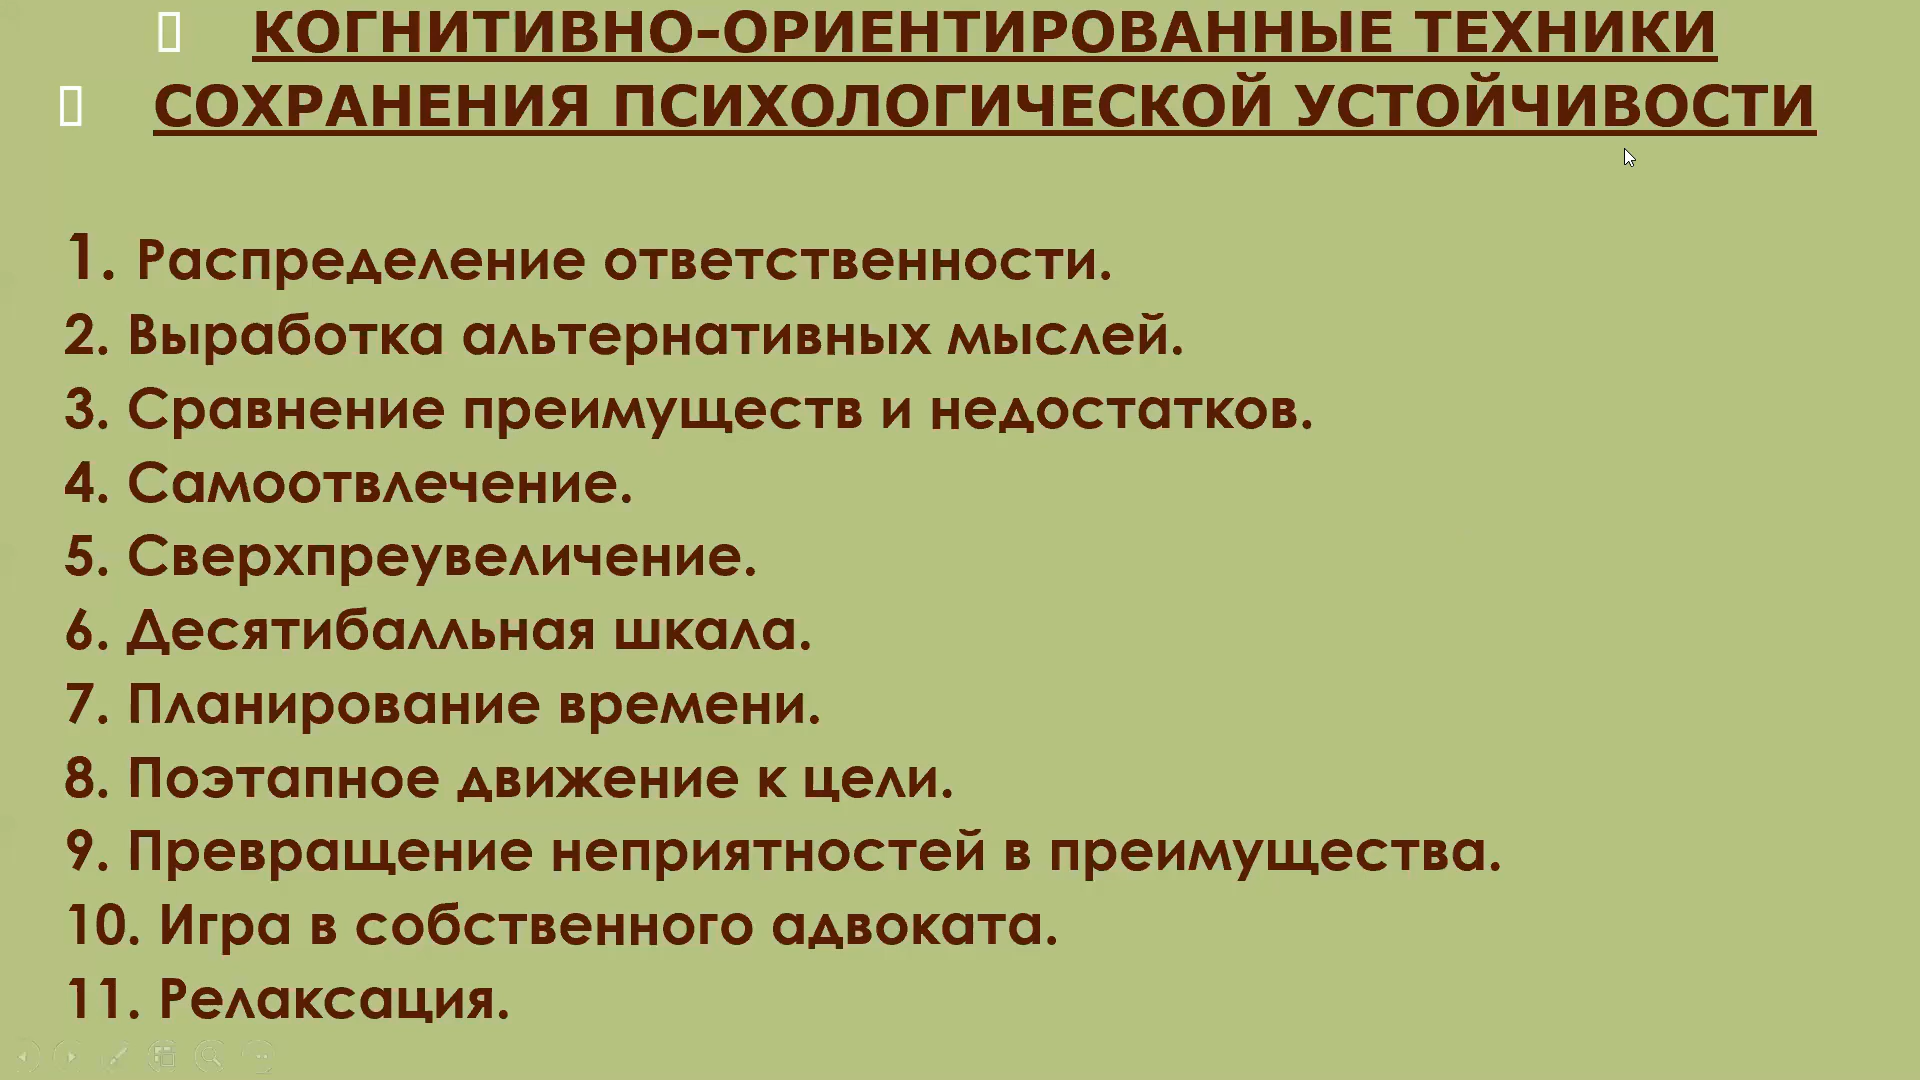 КОГНИТИВНО-ОРИЕНТИРОВАННЫЕ ТЕХНИКИ
СОХРАНЕНИЯ ПСИХОЛОГИЧЕСКОЙ УСТОЙЧИВОСТИ
1. Распределение ответственности.
2. Выработка альтернативных мыслей.
3. Сравнение преимуществ и недостатков.
4. Самоотвлечение.
5. Сверхпреувеличение.
6. Десятибалльная шкала.
7. Планирование времени.
8. Поэтапное движение к цели.
9. Превращение неприятностей в преимущества.
10. Игра в собственного адвоката.
11. Релаксация.